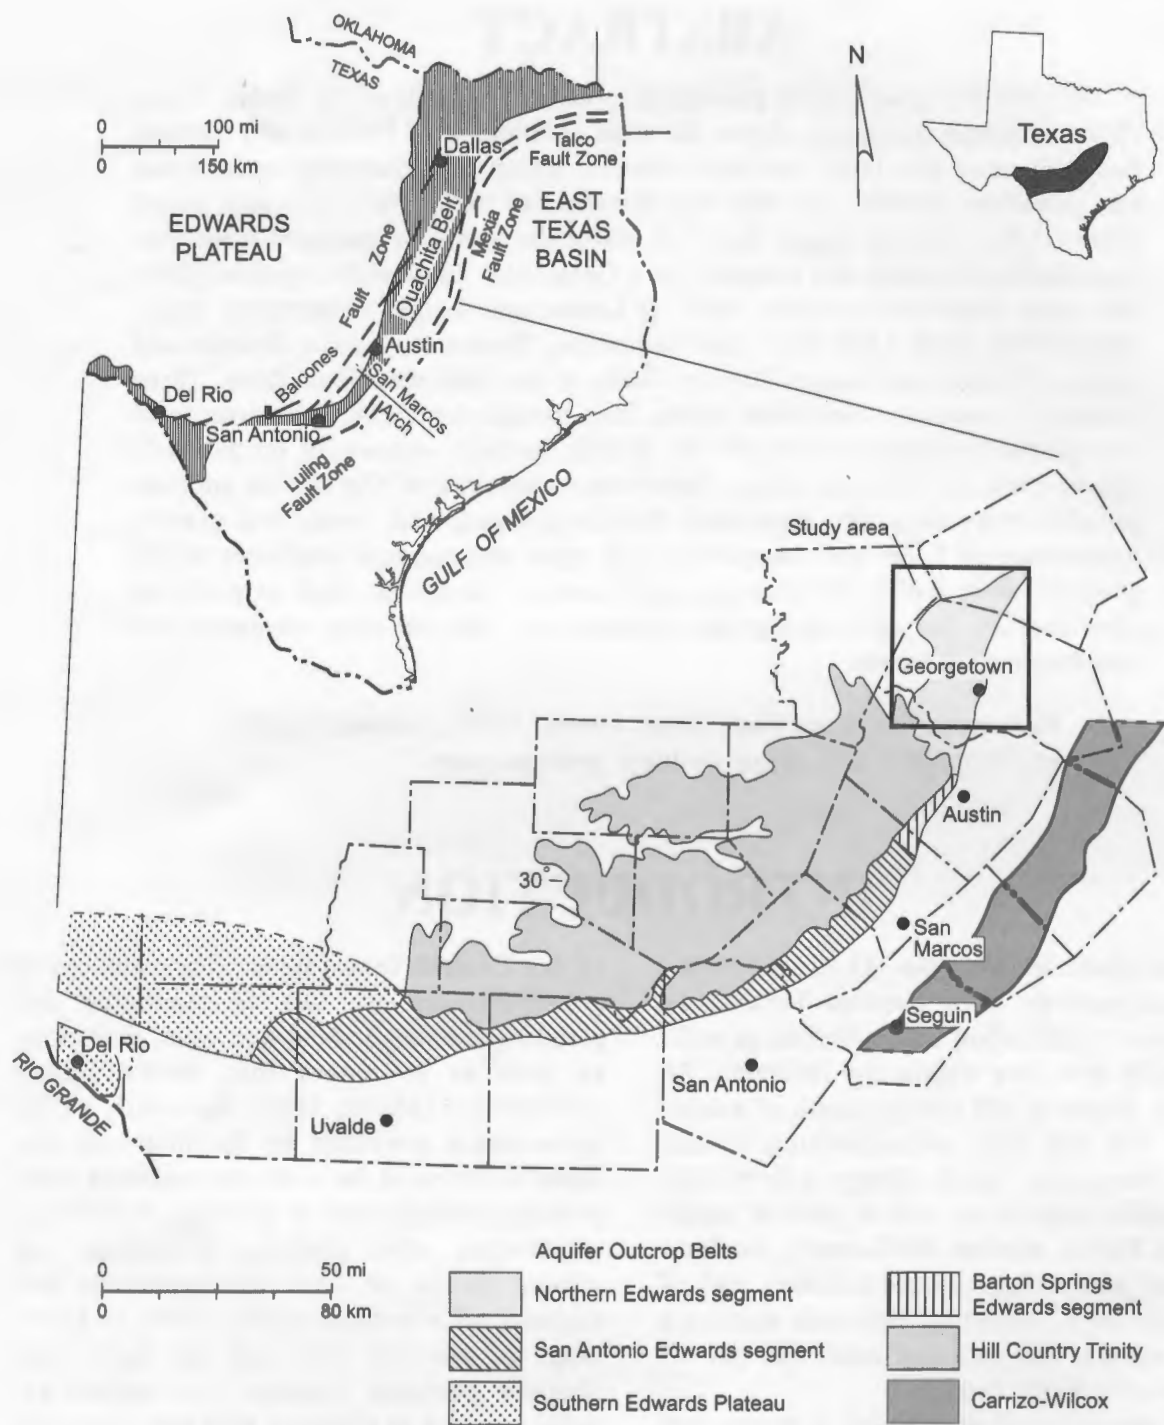 OKLAHOMA
TEXAS
0 100 mi
0 150 km
N
Texas
Dallas
Talco
Fault Zone
EDWARDS
PLATEAU
EAST
TEXAS
BASIN
Mexia
Fault Zone
Ouachita Belt
Balcones Fault Zone
Austin
San Marcos
Arch
Del Rio
San Antonio
Luling
Fault Zone
GULF OF MEXICO
Study area
Georgetown
Austin
30°
San
Marcos
Seguin
Del Rio
San Antonio
RIO GRANDE
Uvalde
0 50 mi
0 80 km
Aquifer Outcrop Belts
Northern Edwards segment
San Antonio Edwards segment
Southern Edwards Plateau
Barton Springs
Edwards segment
Hill Country Trinity
Carrizo-Wilcox